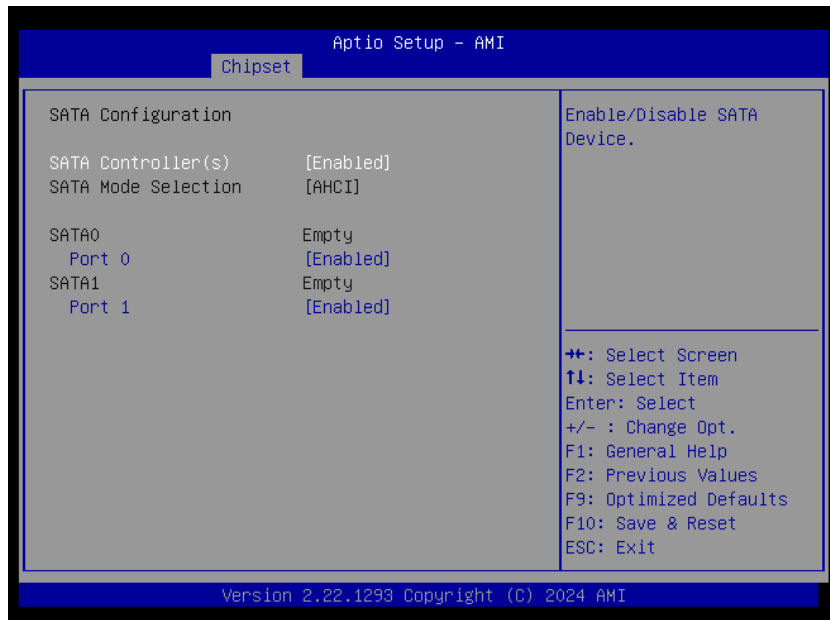 Aptio Setup – AMI
Chipset
SATA Configuration
SATA Controller(s) [Enabled]
SATA Mode Selection [AHCI]
SATA0 Empty
Port 0 [Enabled]
SATA1 Empty
Port 1 [Enabled]
Enable/Disable SATA
Device.
→←: Select Screen
↑↓: Select Item
Enter: Select
+/– : Change Opt.
F1: General Help
F2: Previous Values
F9: Optimized Defaults
F10: Save & Reset
ESC: Exit
Version 2.22.1293 Copyright (C) 2024 AMI